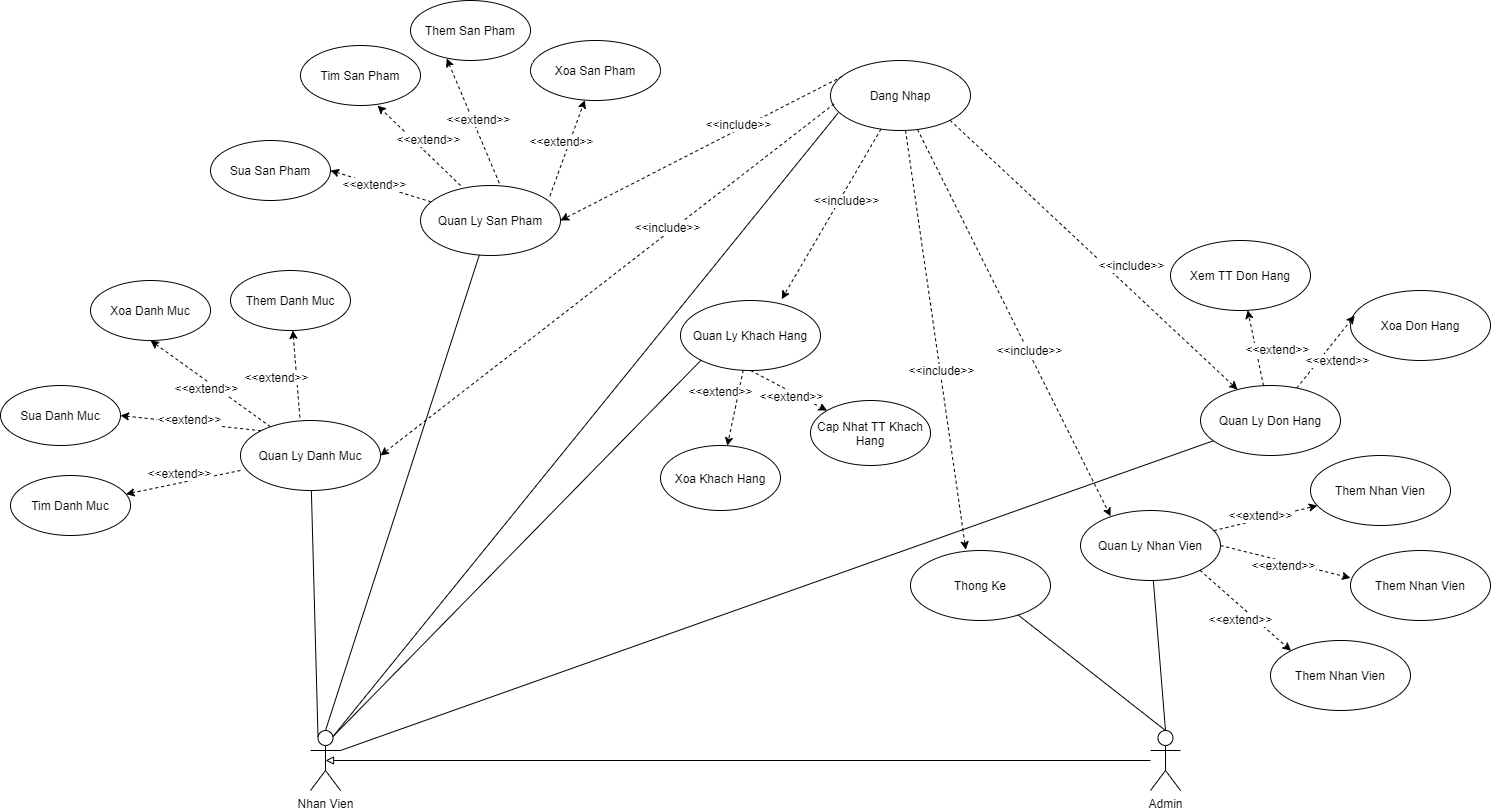 Them San Pham
Tim San Pham
Xoa San Pham
Dang Nhap
<<extend>>
<<include>>
<<extend>>
<<extend>>
Sua San Pham
<<extend>>
<<include>>
Quan Ly San Pham
<<include>>
<<include>>
Xem TT Don Hang
Them Danh Muc
Xoa Danh Muc
Xoa Don Hang
Quan Ly Khach Hang
<<include>>
<<extend>>
<<extend>>
<<include>>
<<extend>>
<<extend>>
<<extend>>
<<extend>>
Sua Danh Muc
<<extend>>
Quan Ly Don Hang
Cap Nhat TT Khach
Hang
Quan Ly Danh Muc
<<extend>>
Xoa Khach Hang
Them Nhan Vien
Tim Danh Muc
<<extend>>
Quan Ly Nhan Vien
<<extend>>
Thong Ke
Them Nhan Vien
<<extend>>
Them Nhan Vien
Nhan Vien
Admin